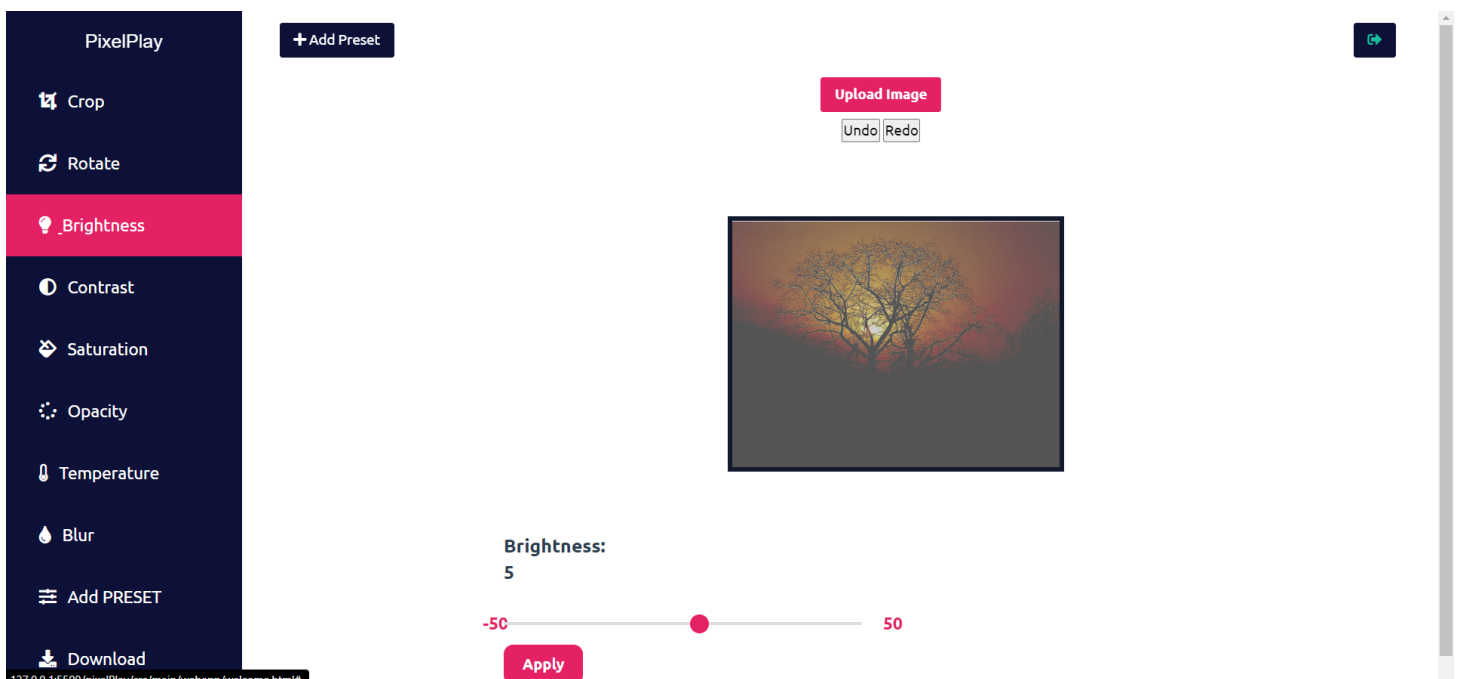 PixelPlay
Crop
Rotate
Brightness
Contrast
Saturation
Opacity
Temperature
Blur
Add PRESET
Download
Add Preset
Upload Image
Undo Redo
Brightness:
5
-50 50
Apply